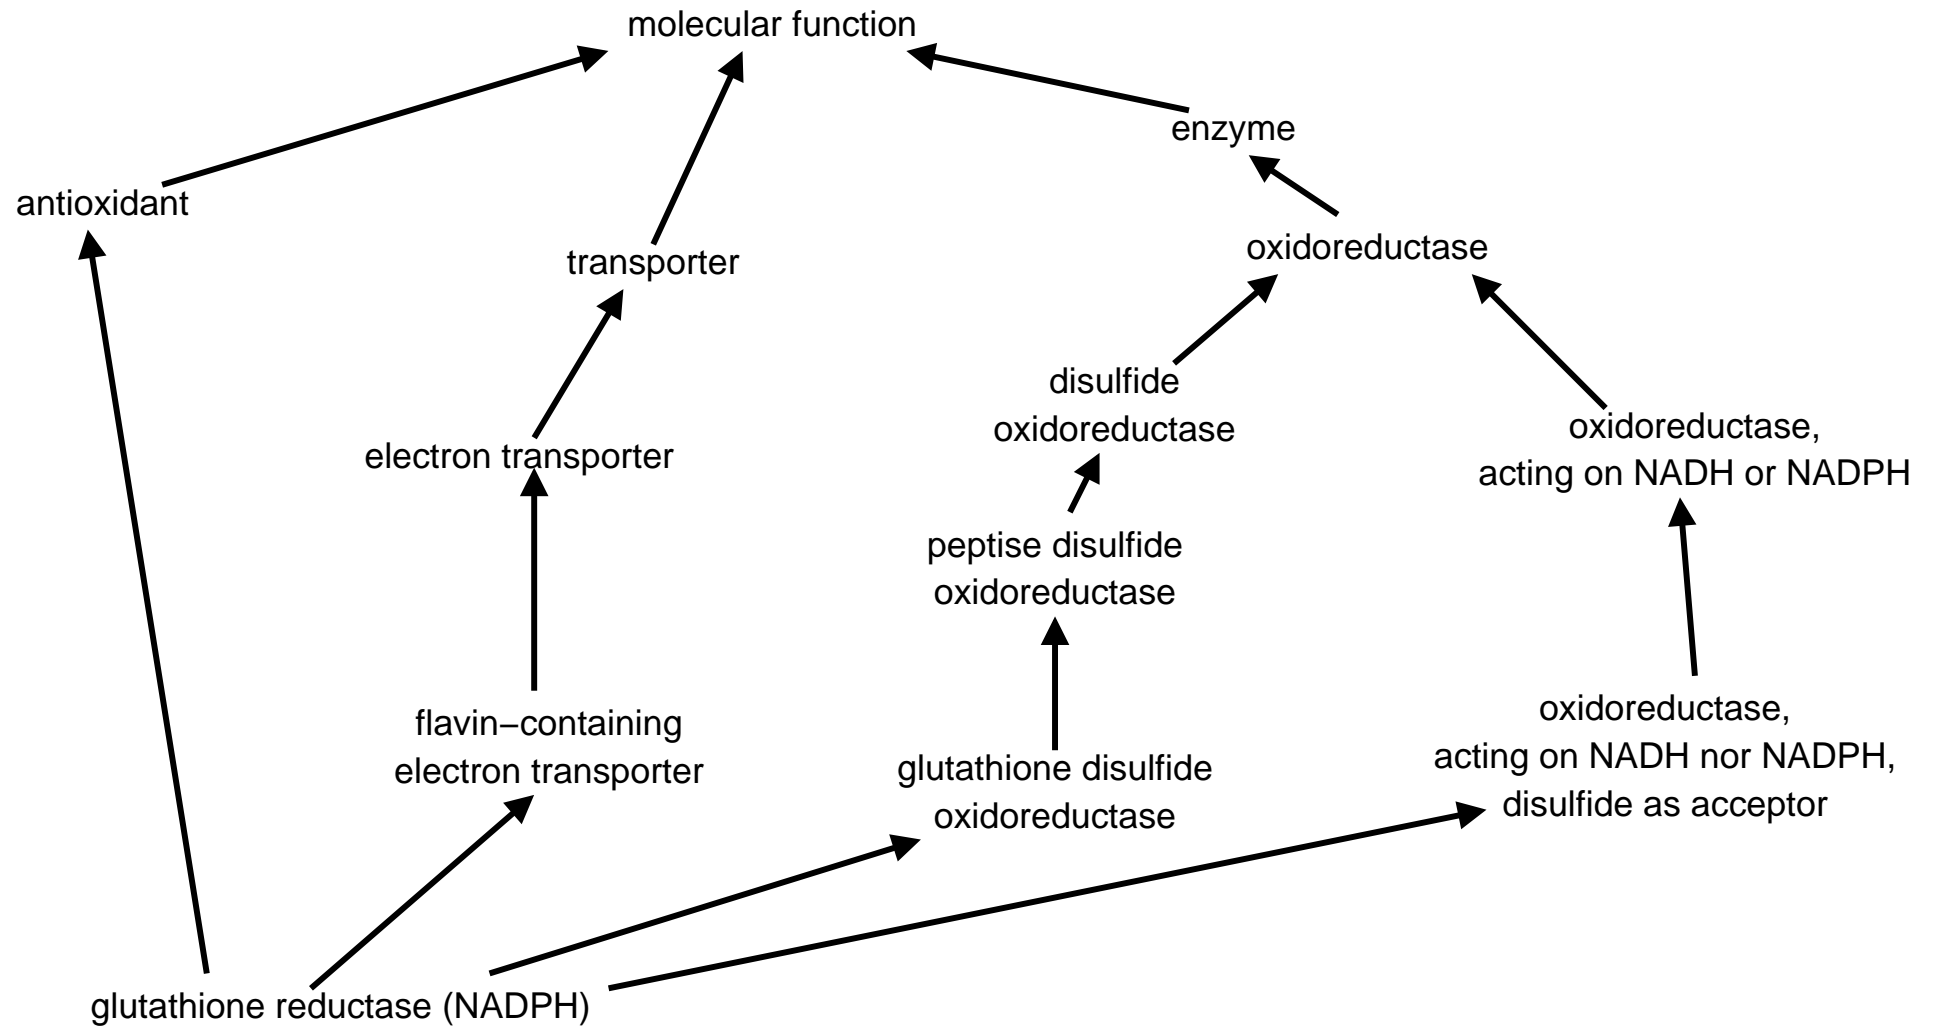 molecular function
enzyme
antioxidant
transporter
oxidoreductase
disulfide
oxidoreductase
oxidoreductase,
acting on NADH or NADPH
electron transporter
peptise disulfide
oxidoreductase
flavin−containing
electron transporter
glutathione disulfide
oxidoreductase
oxidoreductase,
acting on NADH nor NADPH,
disulfide as acceptor
glutathione reductase (NADPH)